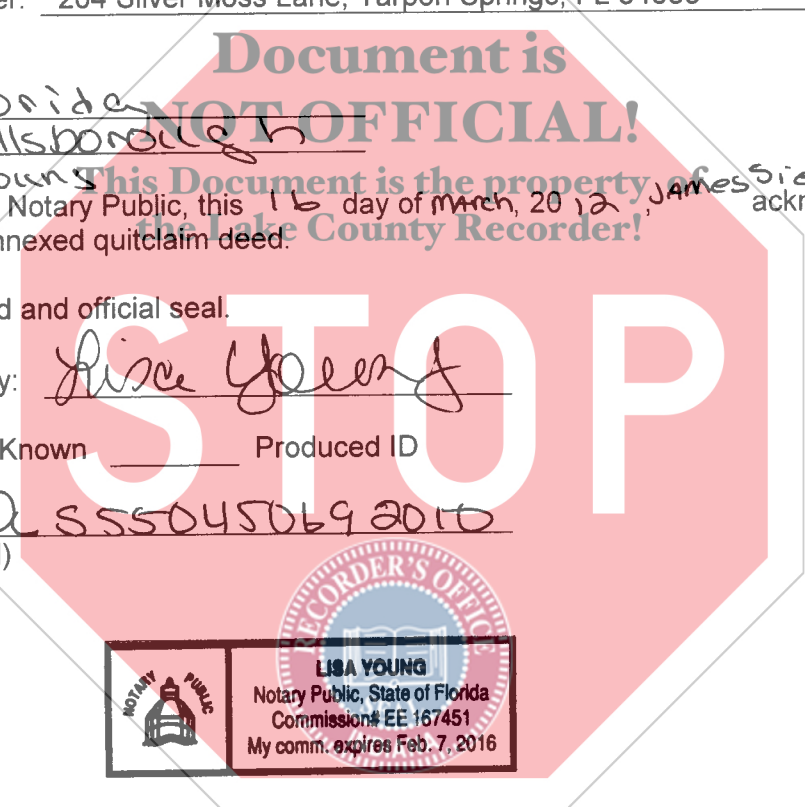 204 Silver Moss Lane, Tarpon Springs, FL
Document is
NOT OFFICIAL!
This Document is the property of
the Lake County Recorder!
Notary Public, this 16 day of March, 2012, James
quitclaim deed.
and official seal.
Lisa Young
STOP
Known Produced ID
S5550450692010
RECORDER'S OFFICE
NOTARY PUBLIC
LISA YOUNG
Notary Public, State of Florida
Commission# EE 167451
My comm. expires Feb. 7, 2016